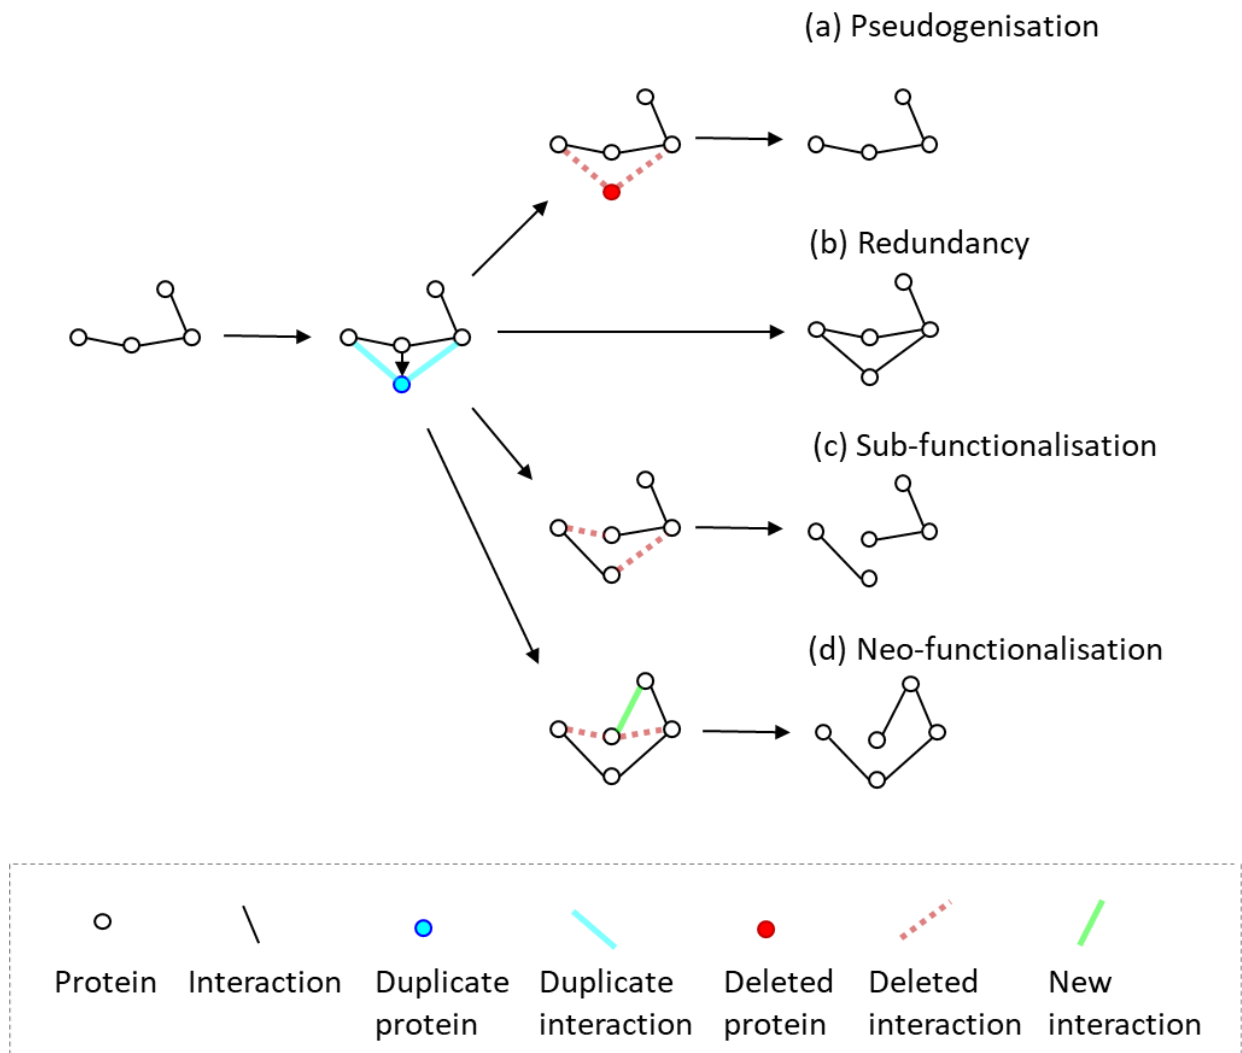 (a) Pseudogenisation
(b) Redundancy
(c) Sub-functionalisation
(d) Neo-functionalisation
Protein
Interaction
Duplicate
protein
Duplicate
interaction
Deleted
protein
Deleted
interaction
New
interaction